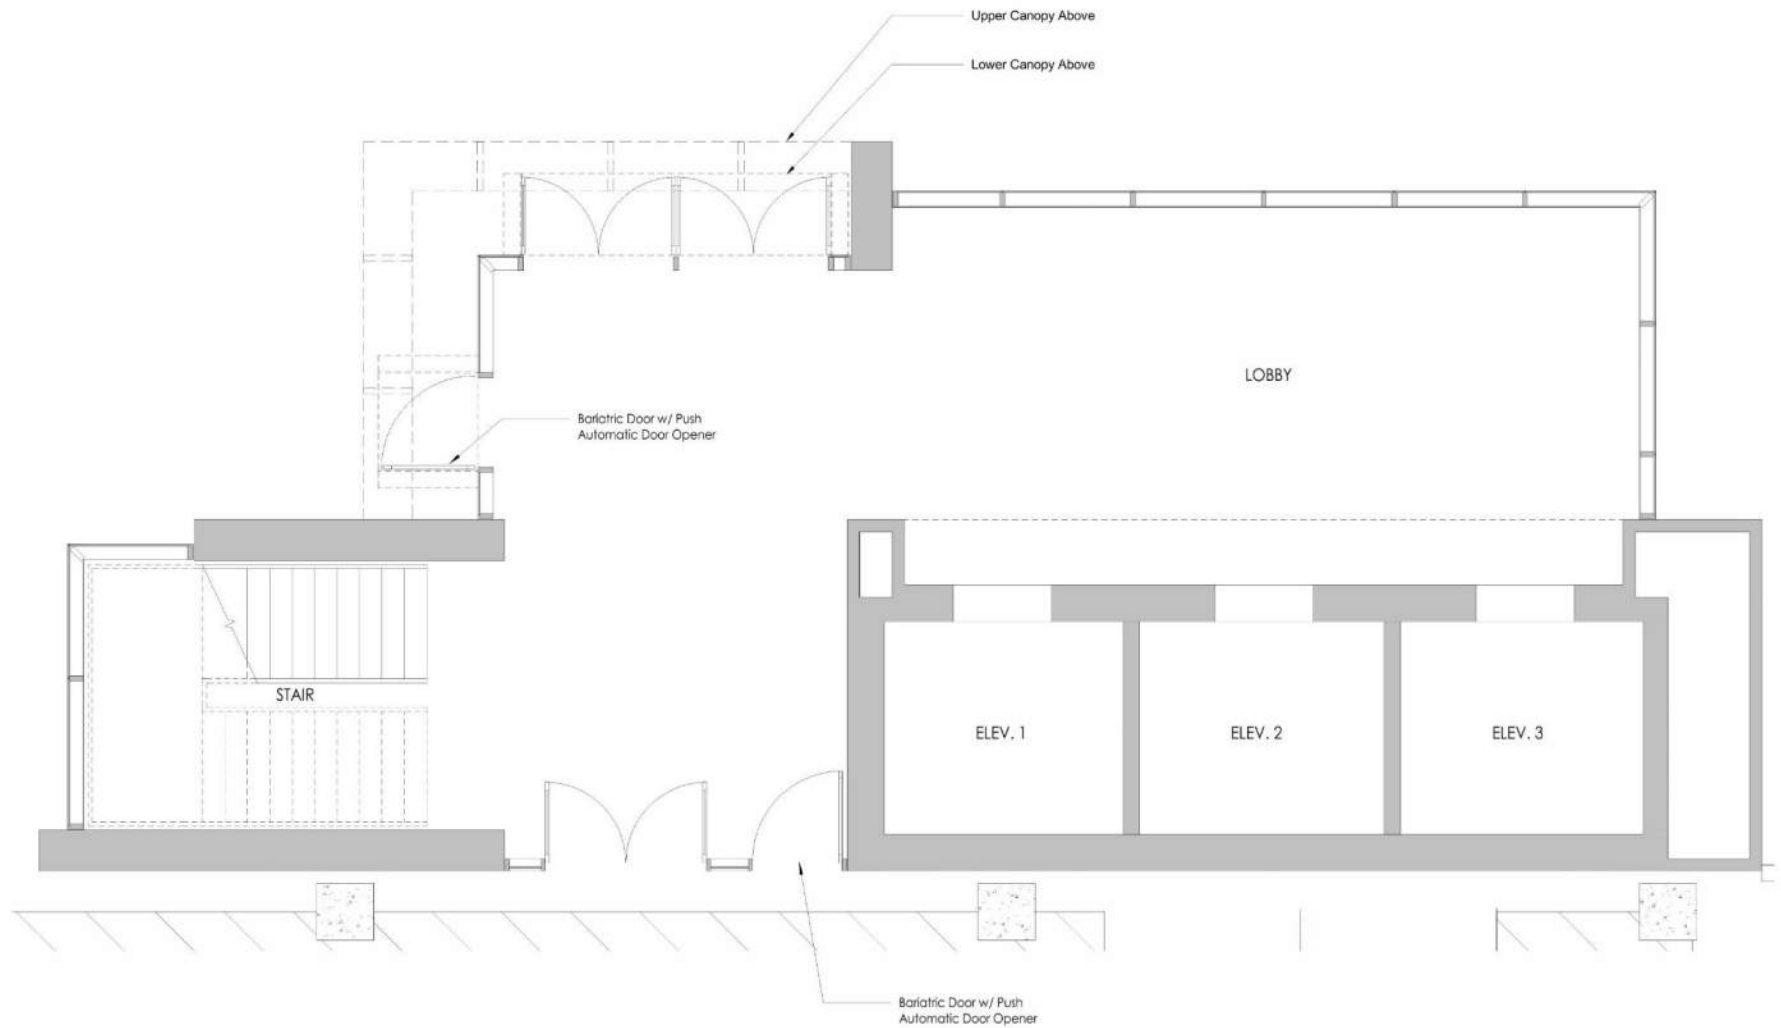 Upper Canopy Above
Lower Canopy Above
LOBBY
Bariatric Door w/ Push
Automatic Door Opener
STAIR
ELEV. 1
ELEV. 2
ELEV. 3
Bariatric Door w/ Push
Automatic Door Opener